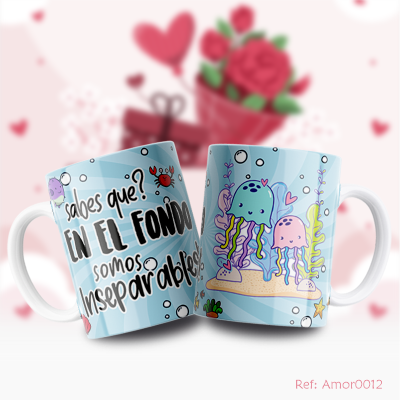 sabes que?
EN EL FONDO
somos
Inseparables
Ref: Amor0012